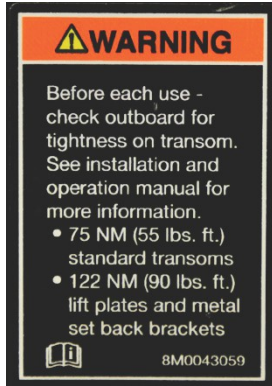 WARNING
Before each use -
check outboard for
tightness on transom.
See installation and
operation manual for
more information.
• 75 NM (55 lbs. ft.)
standard transoms
• 122 NM (90 lbs. ft.)
lift plates and metal
set back brackets
8M0043059